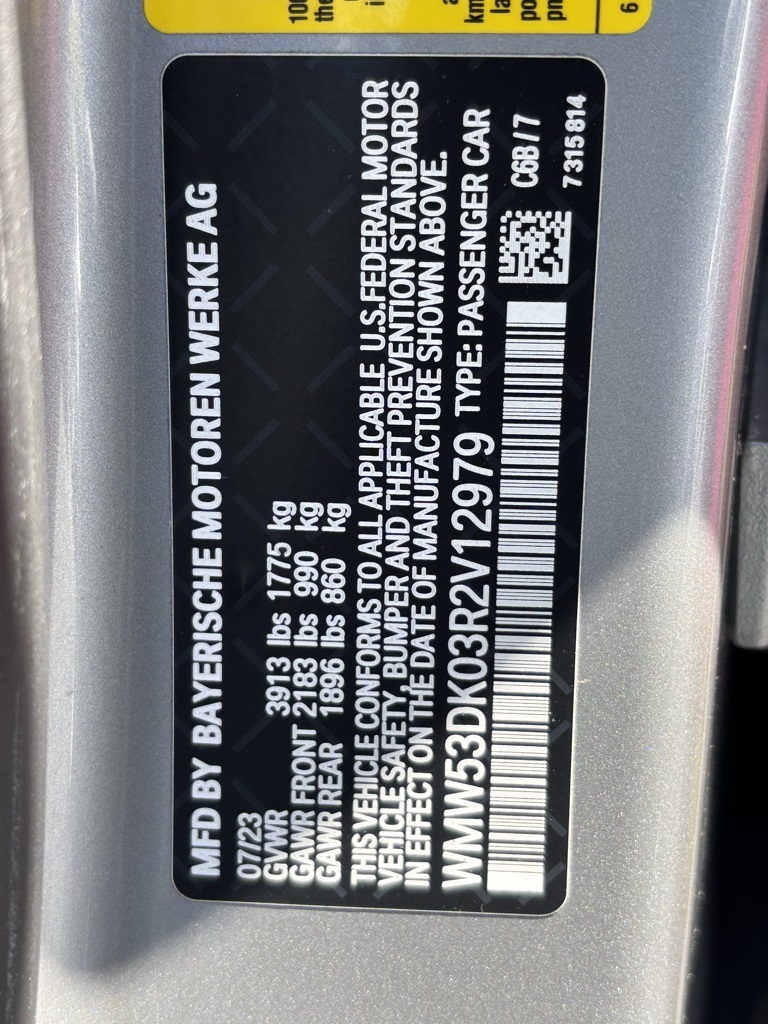 MFD BY BAYERISCHE MOTOREN WERKE AG
07/23
GVWR 3913 lbs 1775 kg
GAWR FRONT 2183 lbs 990 kg
GAWR REAR 1896 lbs 860 kg
THIS VEHICLE CONFORMS TO ALL APPLICABLE U.S.FEDERAL MOTOR
VEHICLE SAFETY, BUMPER AND THEFT PREVENTION STANDARDS
IN EFFECT ON THE DATE OF MANUFACTURE SHOWN ABOVE.
WMW53DK03R2V12979 TYPE: PASSENGER CAR
C6B/7
7315814